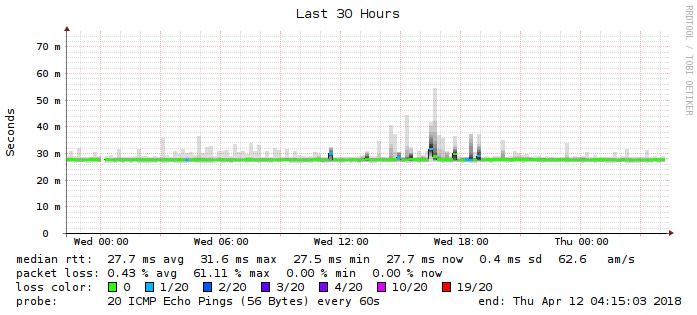 Last 30 Hours
RRDTOOL / TOBI OETIKER
Seconds
70 m
60 m
50 m
40 m
30 m
20 m
10 m
0
Wed 00:00 Wed 06:00 Wed 12:00 Wed 18:00 Thu 00:00
median rtt: 27.7 ms avg 31.6 ms max 27.5 ms min 27.7 ms now 0.4 ms sd 62.6 am/s
packet loss: 0.43 % avg 61.11 % max 0.00 % min 0.00 % now
loss color: 0 1/20 2/20 3/20 4/20 10/20 19/20
probe: 20 ICMP Echo Pings (56 Bytes) every 60s end: Thu Apr 12 04:15:03 2018